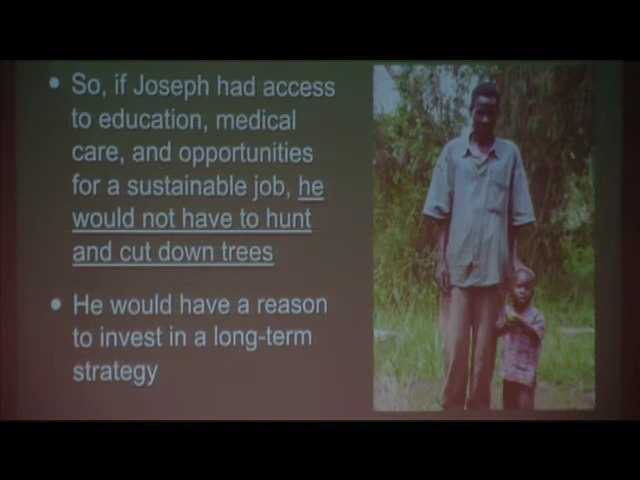 • So, if Joseph had access
to education, medical
care, and opportunities
for a sustainable job, he
would not have to hunt
and cut down trees
• He would have a reason
to invest in a long-term
strategy